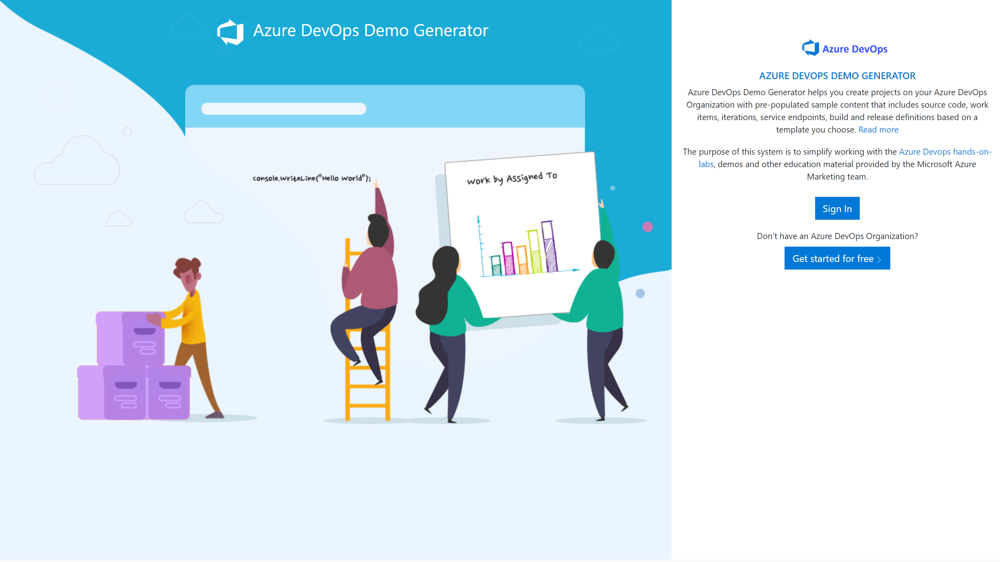 Azure DevOps Demo Generator
console.WriteLine("Hello World");
Work by Assigned To
Azure DevOps
AZURE DEVOPS DEMO GENERATOR
Azure DevOps Demo Generator helps you create projects on your Azure DevOps
Organization with pre-populated sample content that includes source code, work
items, iterations, service endpoints, build and release definitions based on a
template you choose. Read more
The purpose of this system is to simplify working with the Azure Devops hands-on-
labs, demos and other education material provided by the Microsoft Azure
Marketing team.
Sign In
Don’t have an Azure DevOps Organization?
Get started for free